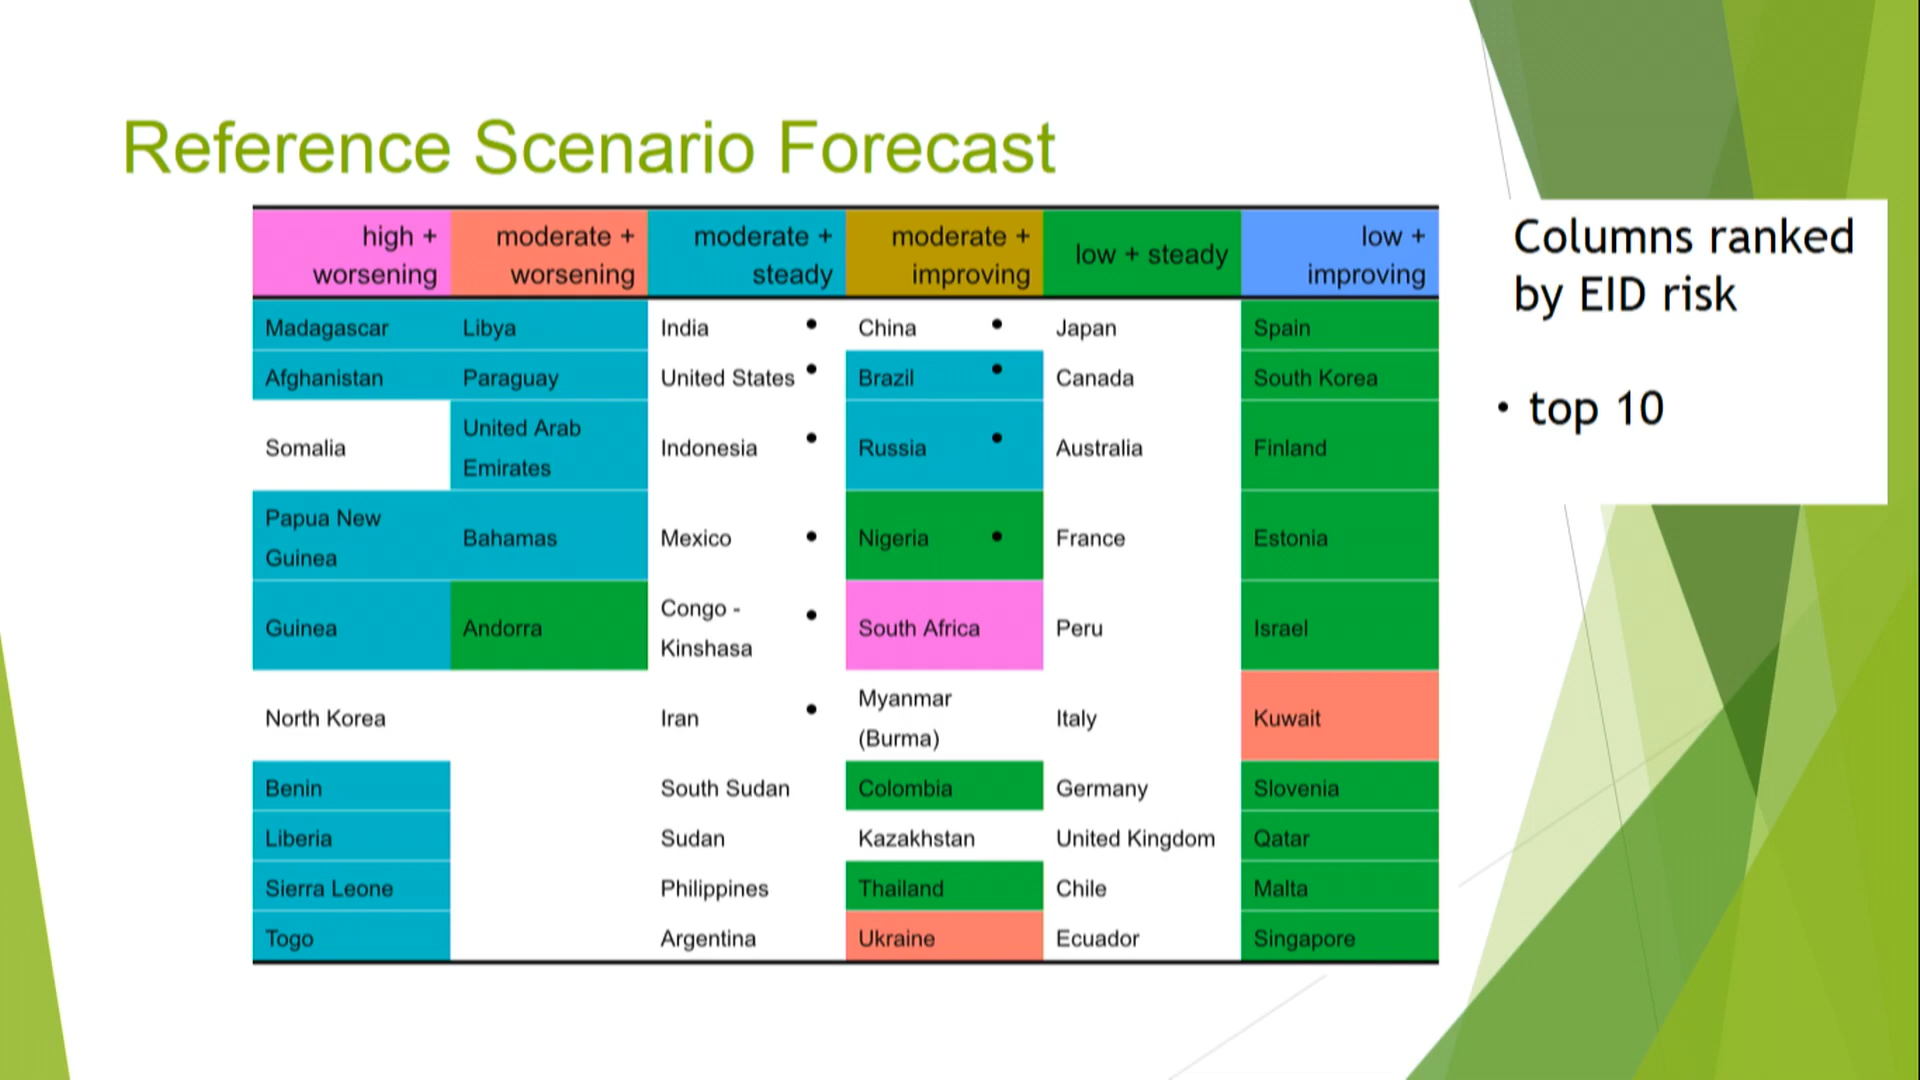 Reference Scenario Forecast
high +
worsening
moderate +
worsening
moderate +
steady
moderate +
improving
low + steady
low +
improving
Madagascar Libya India • China • Japan Spain
Afghanistan Paraguay United States • Brazil • Canada South Korea
Somalia United Arab
Emirates Indonesia • Russia • Australia Finland
Papua New
Guinea Bahamas Mexico • Nigeria • France Estonia
Guinea Andorra Congo -
Kinshasa • South Africa Peru Israel
North Korea Iran • Myanmar
(Burma) Italy Kuwait
Benin South Sudan Colombia Germany Slovenia
Liberia Sudan Kazakhstan United Kingdom Qatar
Sierra Leone Philippines Thailand Chile Malta
Togo Argentina Ukraine Ecuador Singapore
Columns ranked
by EID risk
• top 10